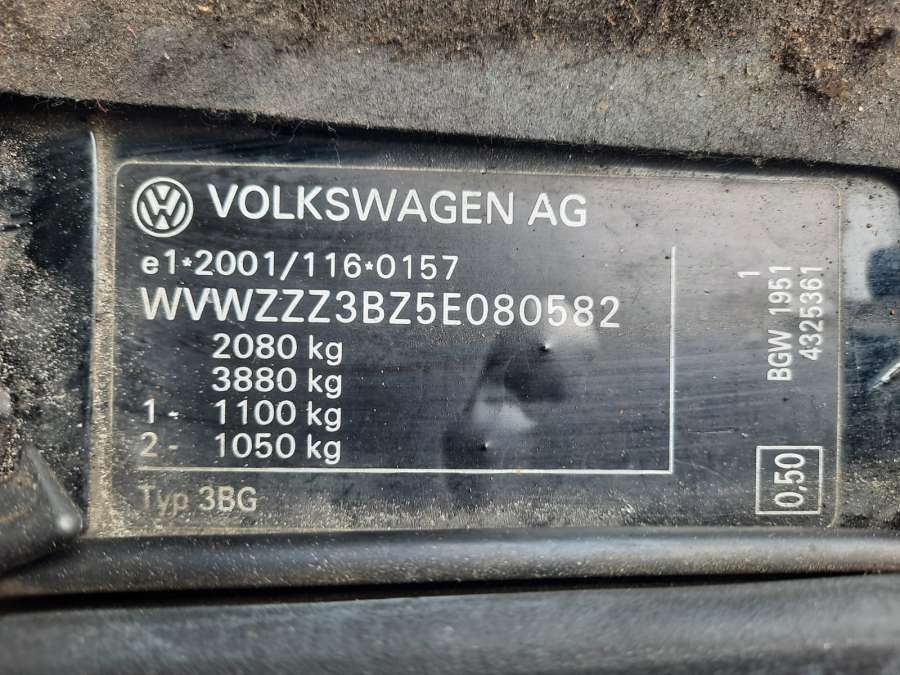 VOLKSWAGEN AG
e1*2001/116*0157
WVWZZZ3BZ5E080582
2080 kg
3880 kg
1- 1100 kg
2- 1050 kg
Typ 3BG
1
BGW 1951
4325361
0,50